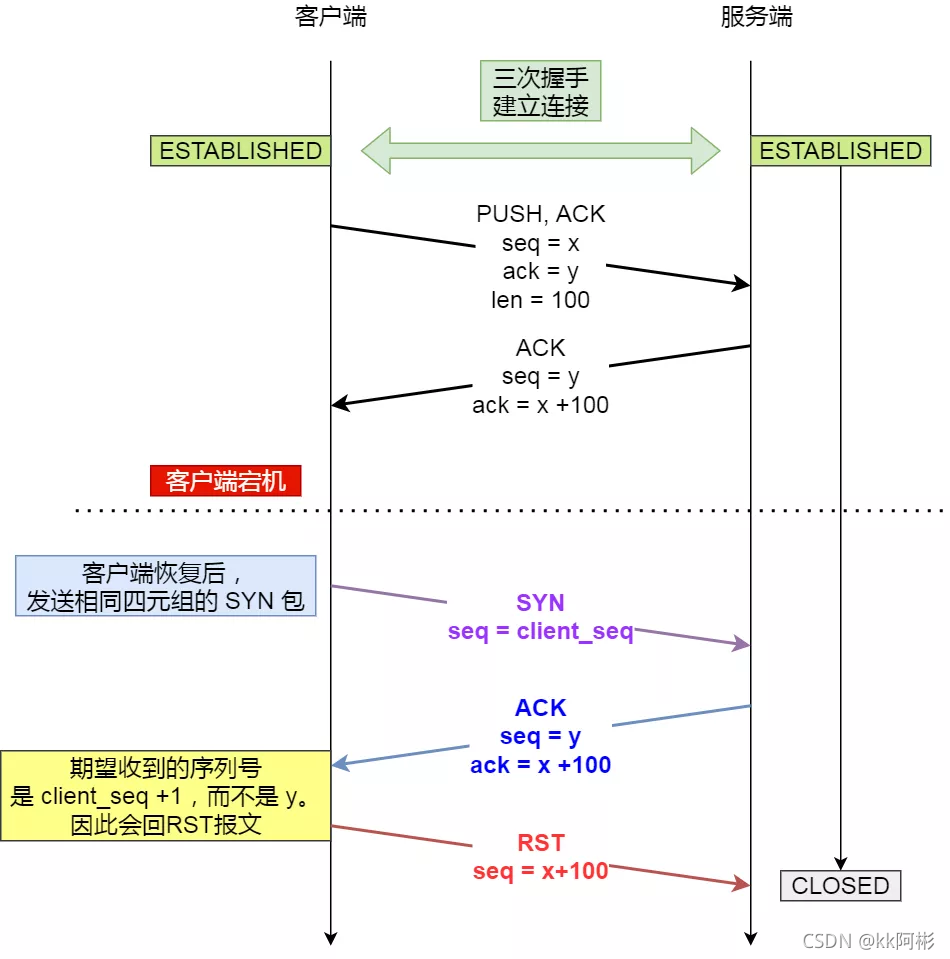 客户端
服务端
三次握手
建立连接
ESTABLISHED
ESTABLISHED
PUSH, ACK
seq = x
ack = y
len = 100
ACK
seq = y
ack = x +100
客户端宕机
客户端恢复后，
发送相同四元组的 SYN 包
SYN
seq = client_seq
ACK
seq = y
ack = x +100
期望收到的序列号
是 client_seq +1，而不是 y。
因此会回RST报文
RST
seq = x+100
CLOSED
CSDN @kk阿彬